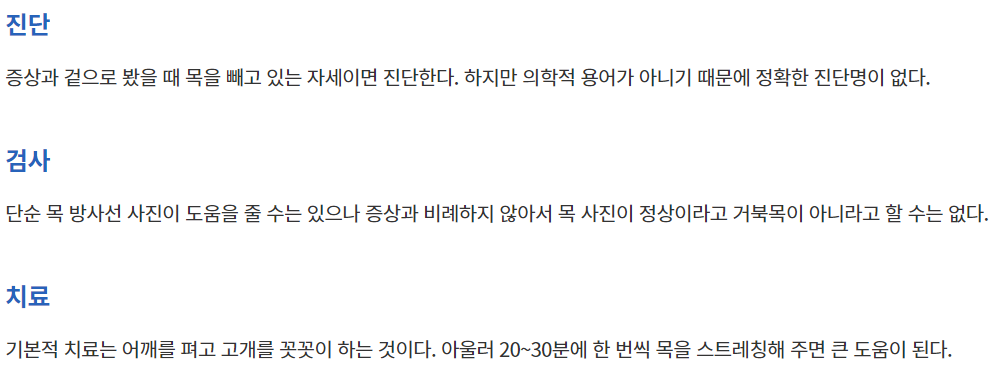 진단
증상과 겉으로 봤을 때 목을 빼고 있는 자세이면 진단한다. 하지만 의학적 용어가 아니기 때문에 정확한 진단명이 없다.
검사
단순 목 방사선 사진이 도움을 줄 수는 있으나 증상과 비례하지 않아서 목 사진이 정상이라고 거북목이 아니라고 할 수는 없다.
치료
기본적 치료는 어깨를 펴고 고개를 꼿꼿이 하는 것이다. 아울러 20~30분에 한 번씩 목을 스트레칭해 주면 큰 도움이 된다.